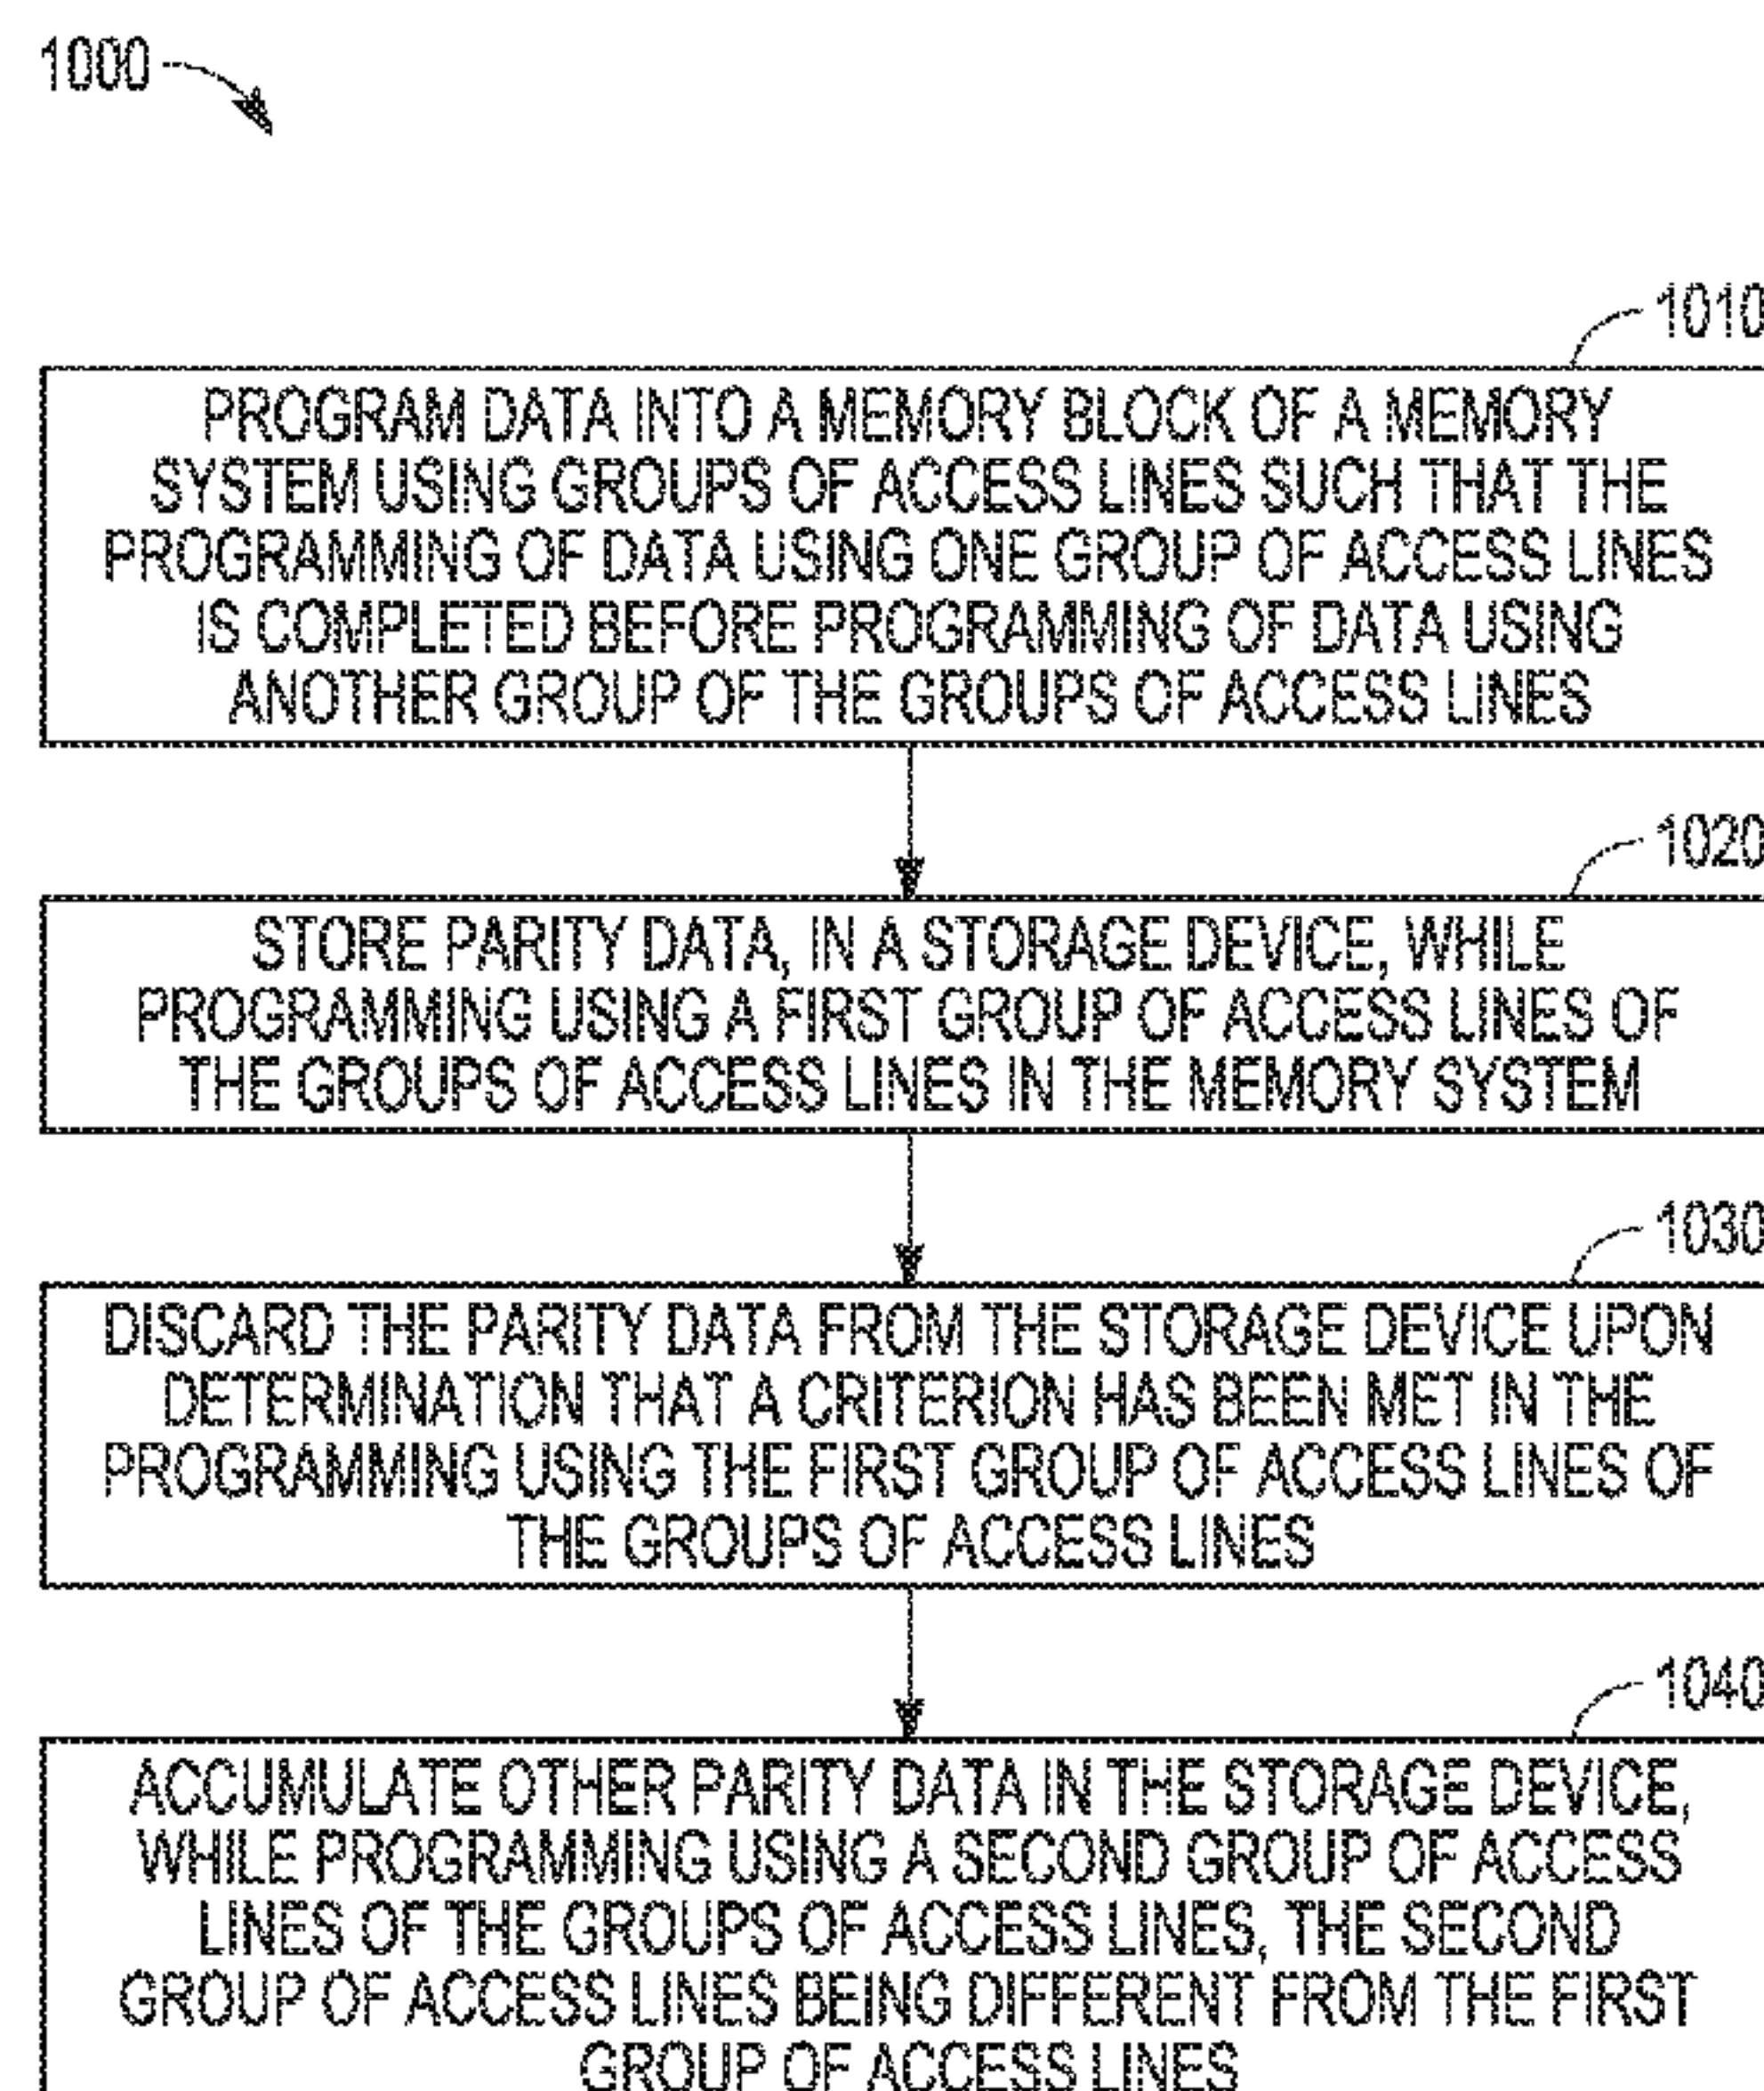 1000
1010
PROGRAM DATA INTO A MEMORY BLOCK OF A MEMORY
SYSTEM USING GROUPS OF ACCESS LINES SUCH THAT THE
PROGRAMMING OF DATA USING ONE GROUP OF ACCESS LINES
IS COMPLETED BEFORE PROGRAMMING OF DATA USING
ANOTHER GROUP OF THE GROUPS OF ACCESS LINES
1020
STORE PARITY DATA, IN A STORAGE DEVICE, WHILE
PROGRAMMING USING A FIRST GROUP OF ACCESS LINES OF
THE GROUPS OF ACCESS LINES IN THE MEMORY SYSTEM
1030
DISCARD THE PARITY DATA FROM THE STORAGE DEVICE UPON
DETERMINATION THAT A CRITERION HAS BEEN MET IN THE
PROGRAMMING USING THE FIRST GROUP OF ACCESS LINES OF
THE GROUPS OF ACCESS LINES
1040
ACCUMULATE OTHER PARITY DATA IN THE STORAGE DEVICE,
WHILE PROGRAMMING USING A SECOND GROUP OF ACCESS
LINES OF THE GROUPS OF ACCESS LINES, THE SECOND
GROUP OF ACCESS LINES BEING DIFFERENT FROM THE FIRST
GROUP OF ACCESS LINES